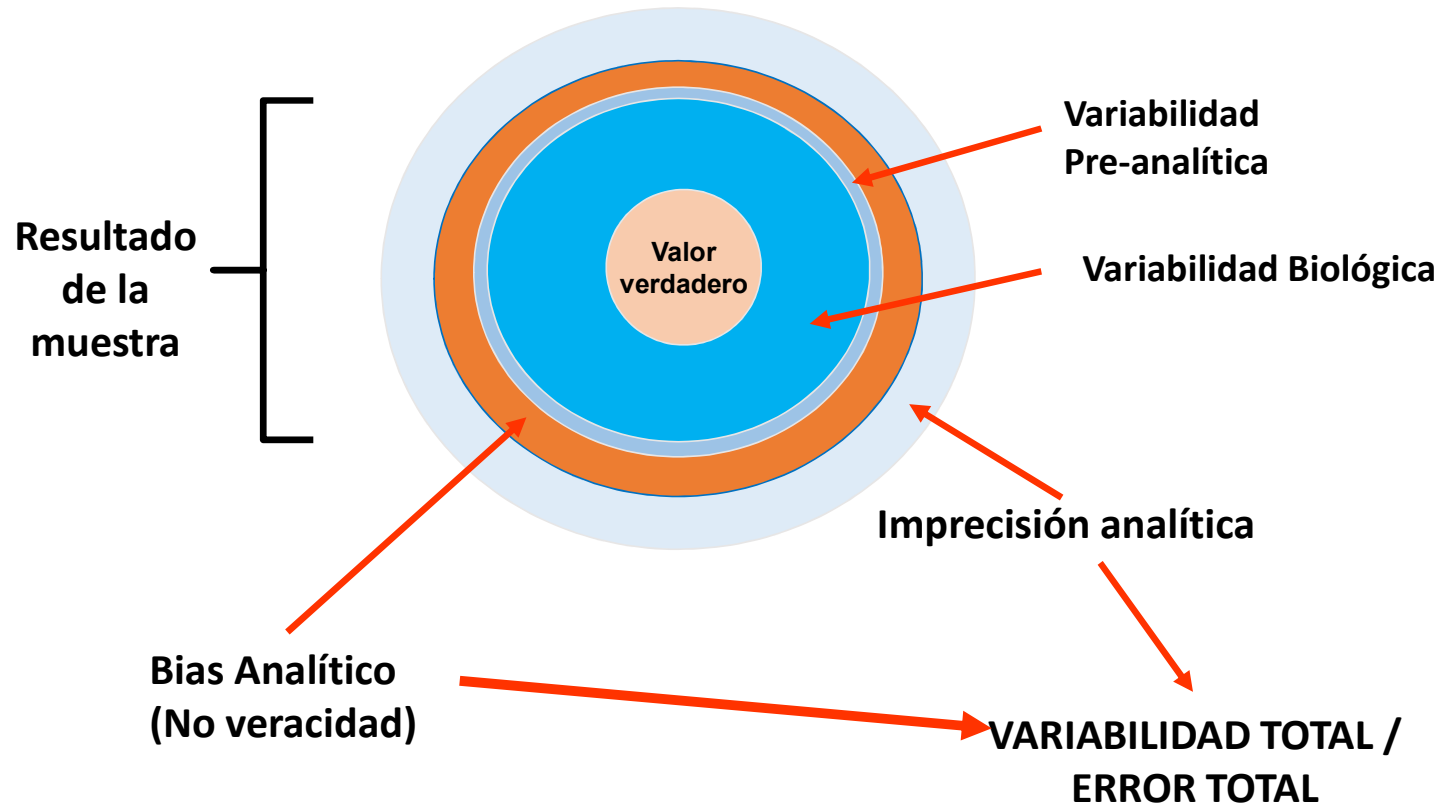 Resultado
de la
muestra
Valor
verdadero
Variabilidad
Pre-analítica
Variabilidad Biológica
Imprecisión analítica
Bias Analítico
(No veracidad)
VARIABILIDAD TOTAL /
ERROR TOTAL